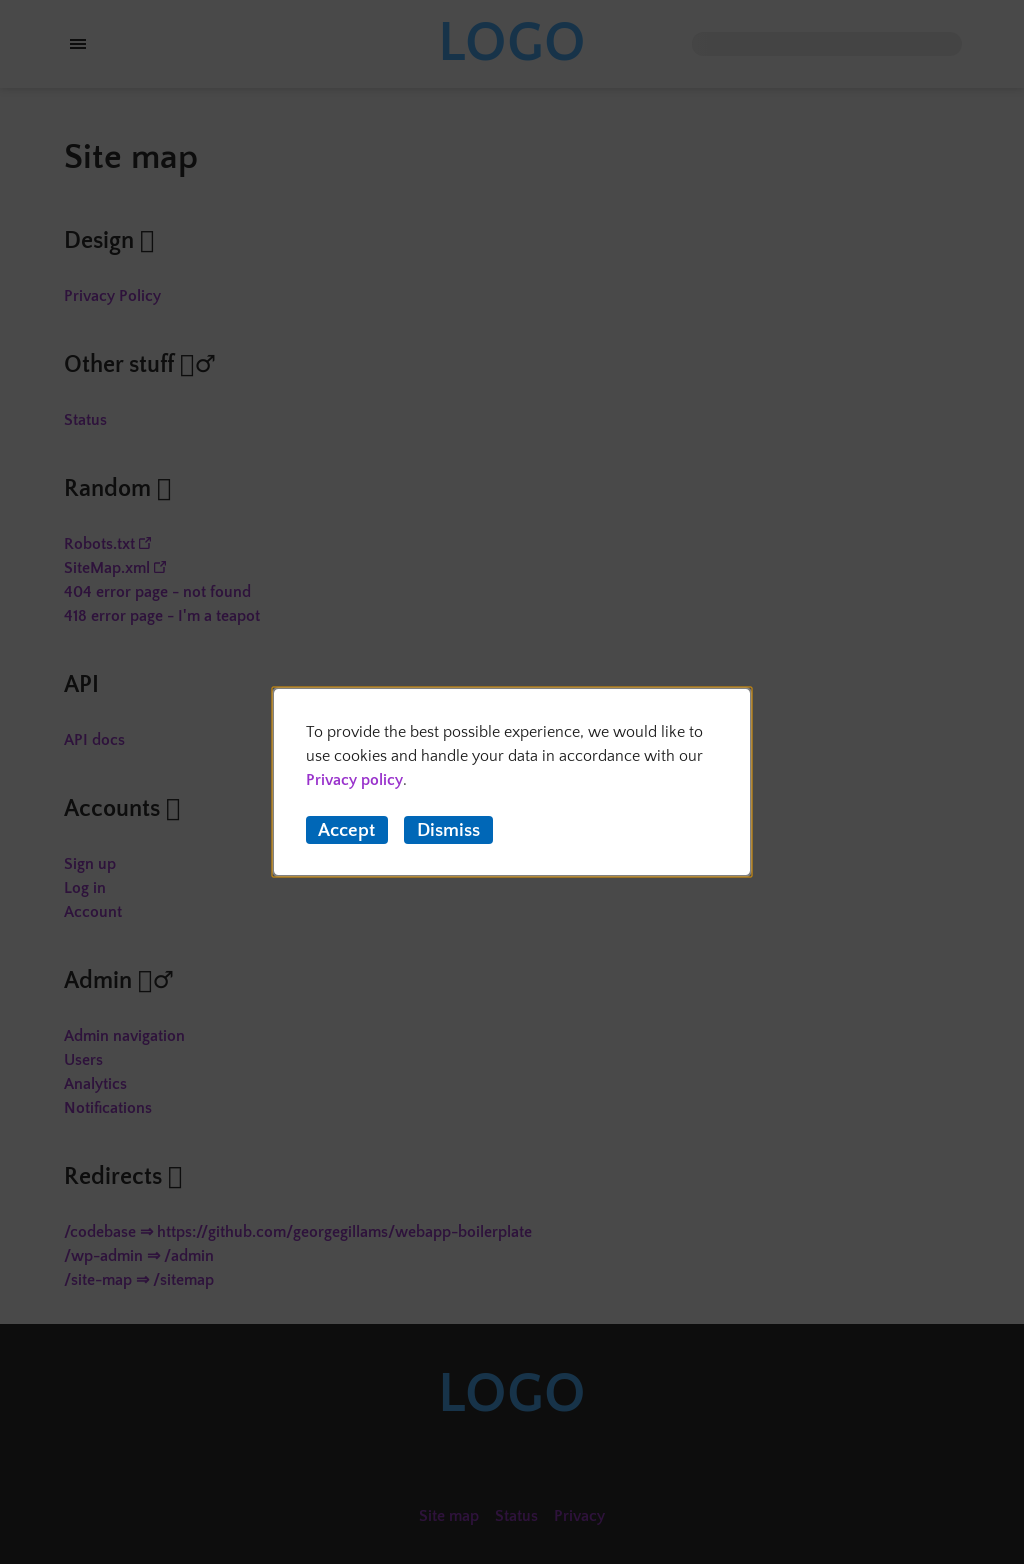 LOGO
Site map
Design
Privacy Policy
Other stuff ♂
Status
Random
Robots.txt
SiteMap.xml
404 error page - not found
418 error page - I'm a teapot
API
API docs
To provide the best possible experience, we would like to
use cookies and handle your data in accordance with our
Privacy policy.
Accept Dismiss
Accounts
Sign up
Log in
Account
Admin ♂
Admin navigation
Users
Analytics
Notifications
Redirects
/codebase ⇒ https://github.com/georgegillams/webapp-boilerplate
/wp-admin ⇒ /admin
/site-map ⇒ /sitemap
LOGO
Site map Status Privacy